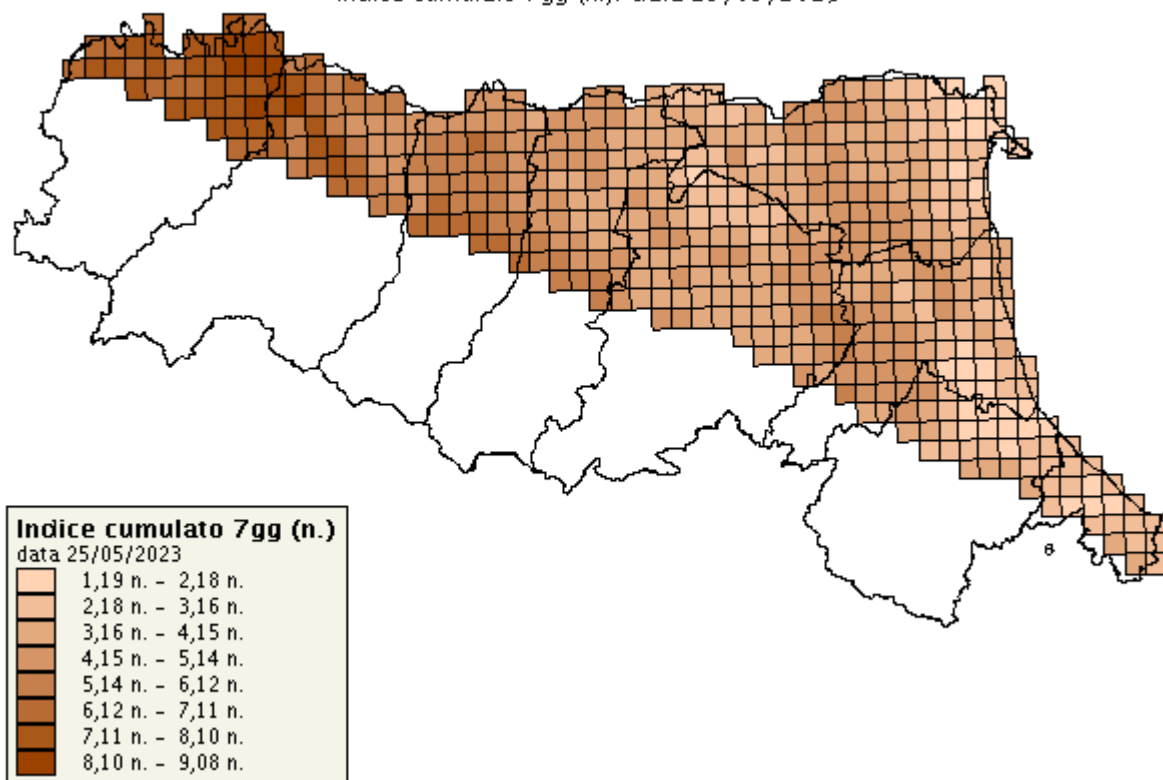 Indice cumulato 7gg (n.)
data 25/05/2023
1,19 n. - 2,18 n.
2,18 n. - 3,16 n.
3,16 n. - 4,15 n.
4,15 n. - 5,14 n.
5,14 n. - 6,12 n.
6,12 n. - 7,11 n.
7,11 n. - 8,10 n.
8,10 n. - 9,08 n.